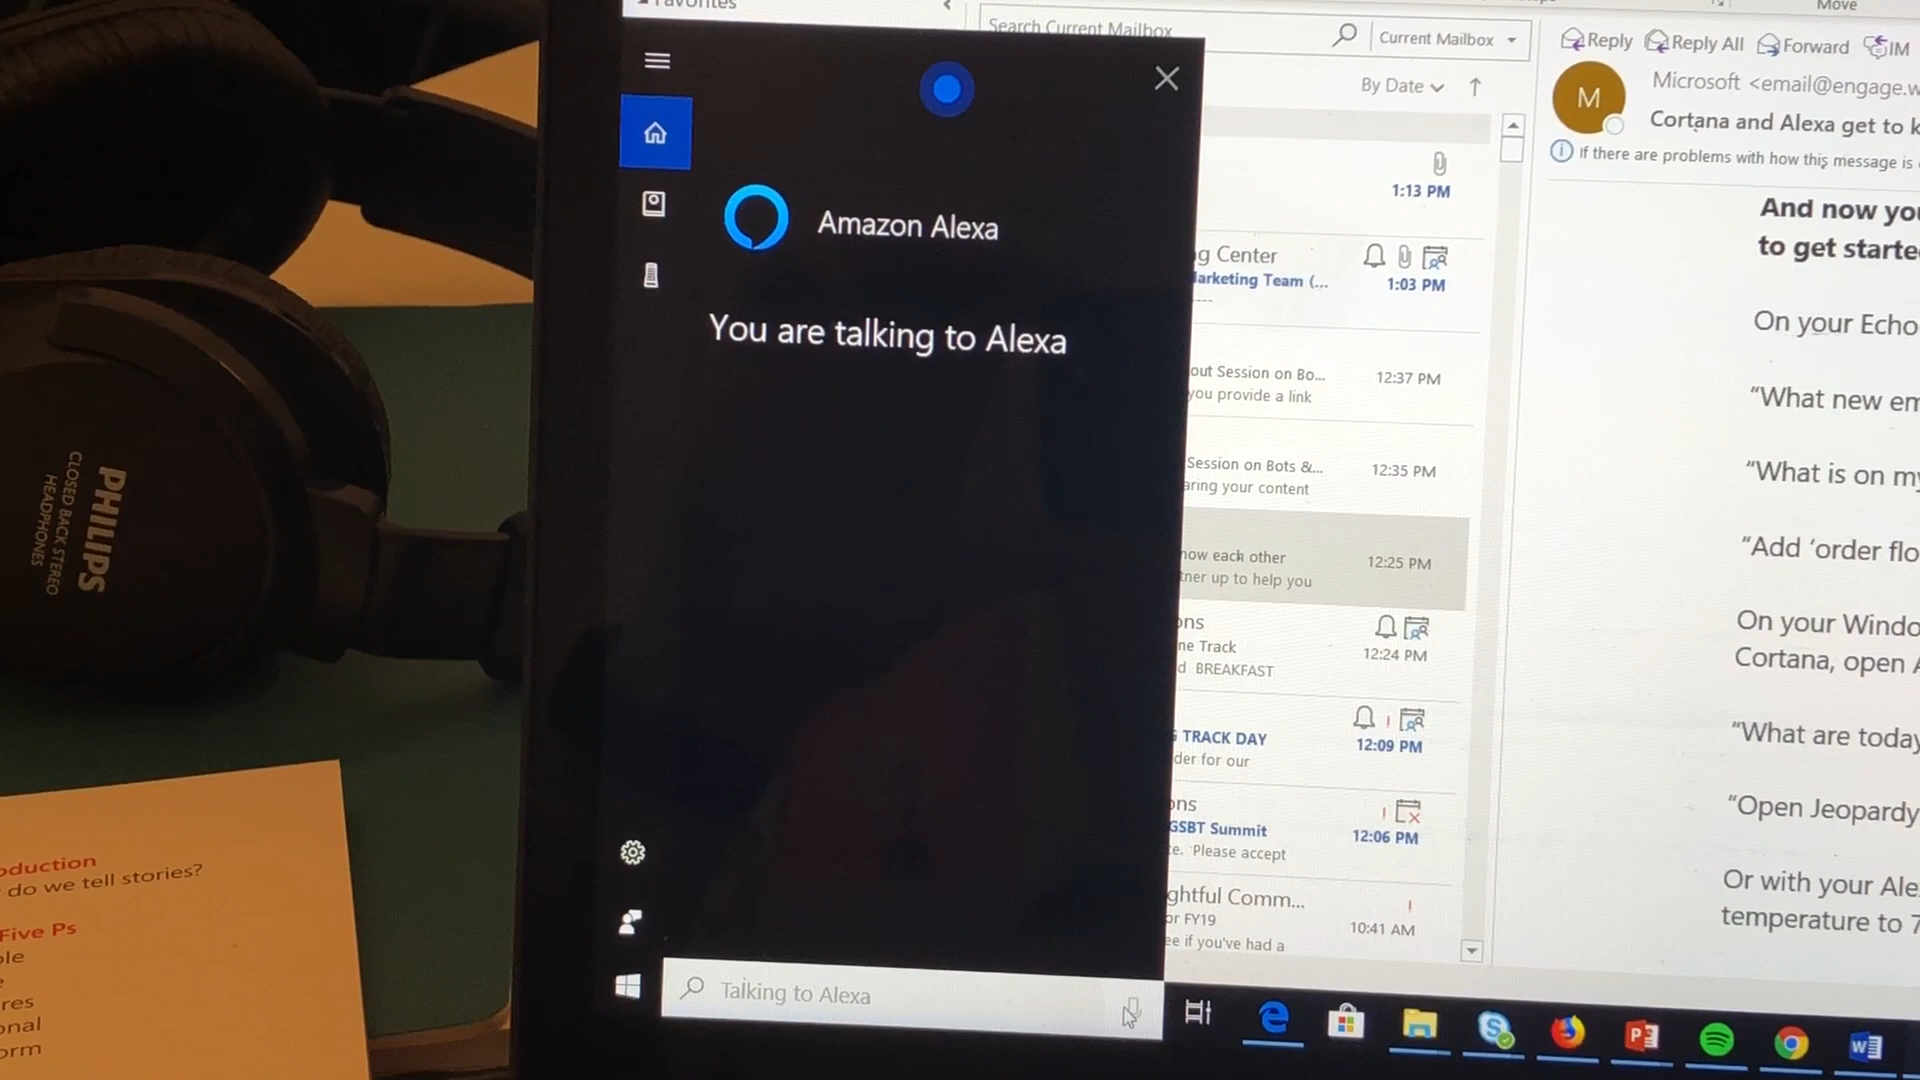 Favorites
Search Current Mailbox
Current Mailbox
By Date
Move
Reply
Reply All
Forward
IM
M
Microsoft <email@engage.w
Cortana and Alexa get to k
If there are problems with how this message is
Amazon Alexa
You are talking to Alexa
Talking to Alexa
1:13 PM
g Center
arketing Team (...
1:03 PM
----
out Session on Bo...
12:37 PM
you provide a link
Session on Bots &...
12:35 PM
aring your content
now each other
12:25 PM
tner up to help you
ons
ne Track
12:24 PM
d BREAKFAST
TRACK DAY
12:09 PM
der for our
ons
GSBT Summit
12:06 PM
e. Please accept
ghtful Comm...
or FY19
10:41 AM
ee if you've had a
And now you
to get starte
On your Echo
“What new em
“What is on my
“Add ‘order flo
On your Windo
Cortana, open A
“What are today
“Open Jeopardy
Or with your Ale
temperature to 7
PHILIPS
CLOSED BACK STEREO
HEADPHONES
oduction
do we tell stories?
Five Ps
ple
res
onal
orm